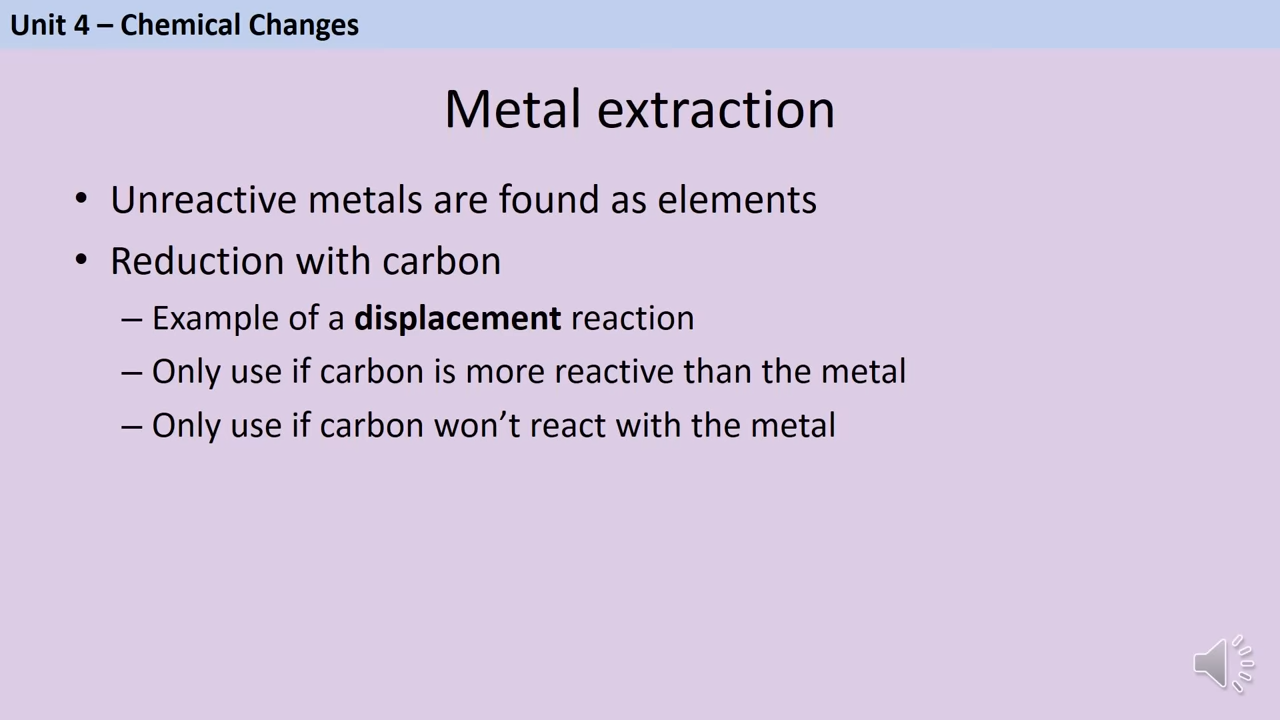 Unit 4 – Chemical Changes
Metal extraction
• Unreactive metals are found as elements
• Reduction with carbon
– Example of a displacement reaction
– Only use if carbon is more reactive than the metal
– Only use if carbon won’t react with the metal